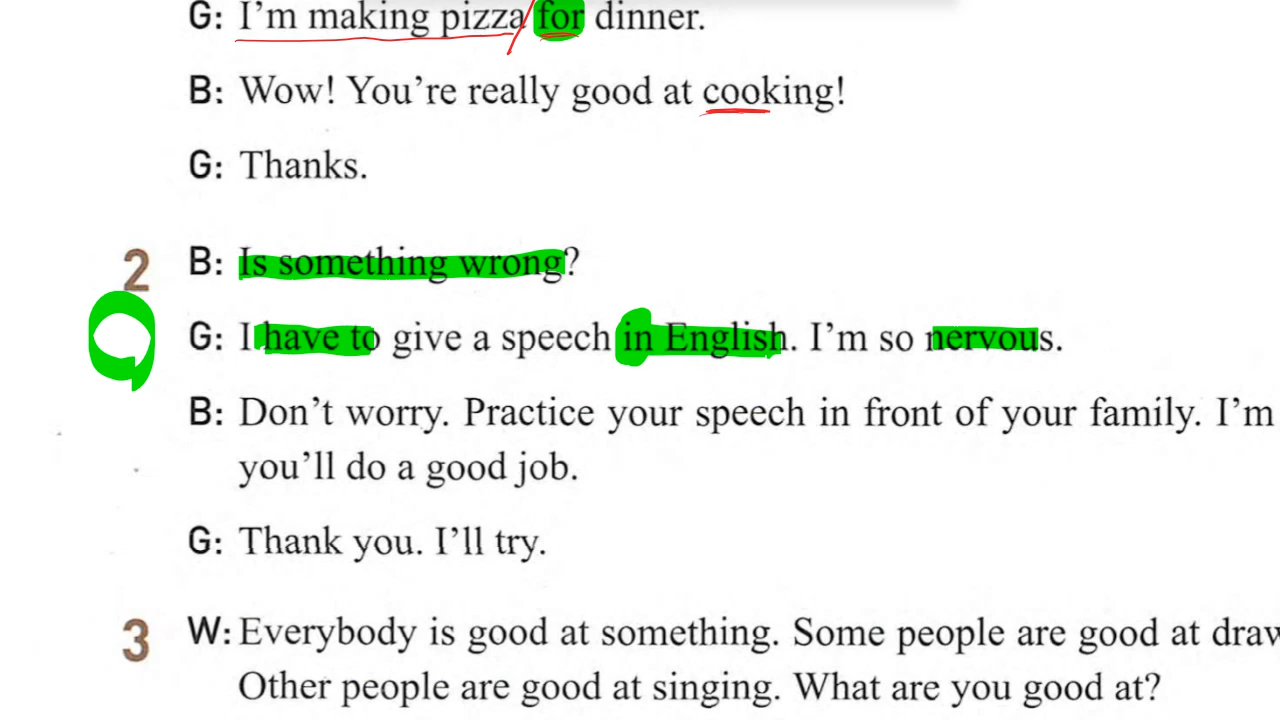 G: I'm making pizza for dinner.
B: Wow! You're really good at cooking!
G: Thanks.
2 B: Is something wrong?
G: I have to give a speech in English. I'm so nervous.
B: Don't worry. Practice your speech in front of your family. I'm
you'll do a good job.
G: Thank you. I'll try.
3 W: Everybody is good at something. Some people are good at
Other people are good at singing. What are you good at?